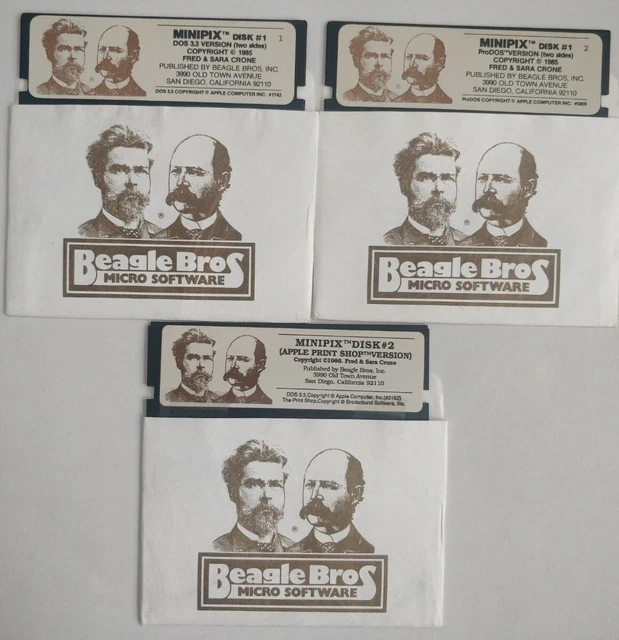 MINIPIX™ DISK #1 1
DOS 3.3 VERSION (two sides)
COPYRIGHT © 1985
FRED & SARA CRONE
PUBLISHED BY BEAGLE BROS, INC.
3990 OLD TOWN AVENUE
SAN DIEGO, CALIFORNIA 92110
DOS 3.3 COPYRIGHT © APPLE COMPUTER INC. #1742
®
Beagle Bros
MICRO SOFTWARE
MINIPIX™ DISK #1 2
ProDOS™ VERSION (two sides)
COPYRIGHT © 1985
FRED & SARA CRONE
PUBLISHED BY BEAGLE BROS, INC.
3990 OLD TOWN AVENUE
SAN DIEGO, CALIFORNIA 92110
ProDOS COPYRIGHT © APPLE COMPUTER INC.
®
Beagle Bros
MICRO SOFTWARE
MINIPIX™ DISK #2
(APPLE PRINT SHOP™ VERSION)
Copyright ©1986. Fred & Sara Crone
Published by Beagle Bros, Inc.
3990 Old Town Avenue
San Diego, California 92110
DOS 3.3, Copyright © Apple Computer, Inc.(#2162)
The Print Shop, Copyright © Broderbund Software, Inc.
®
Beagle Bros
MICRO SOFTWARE